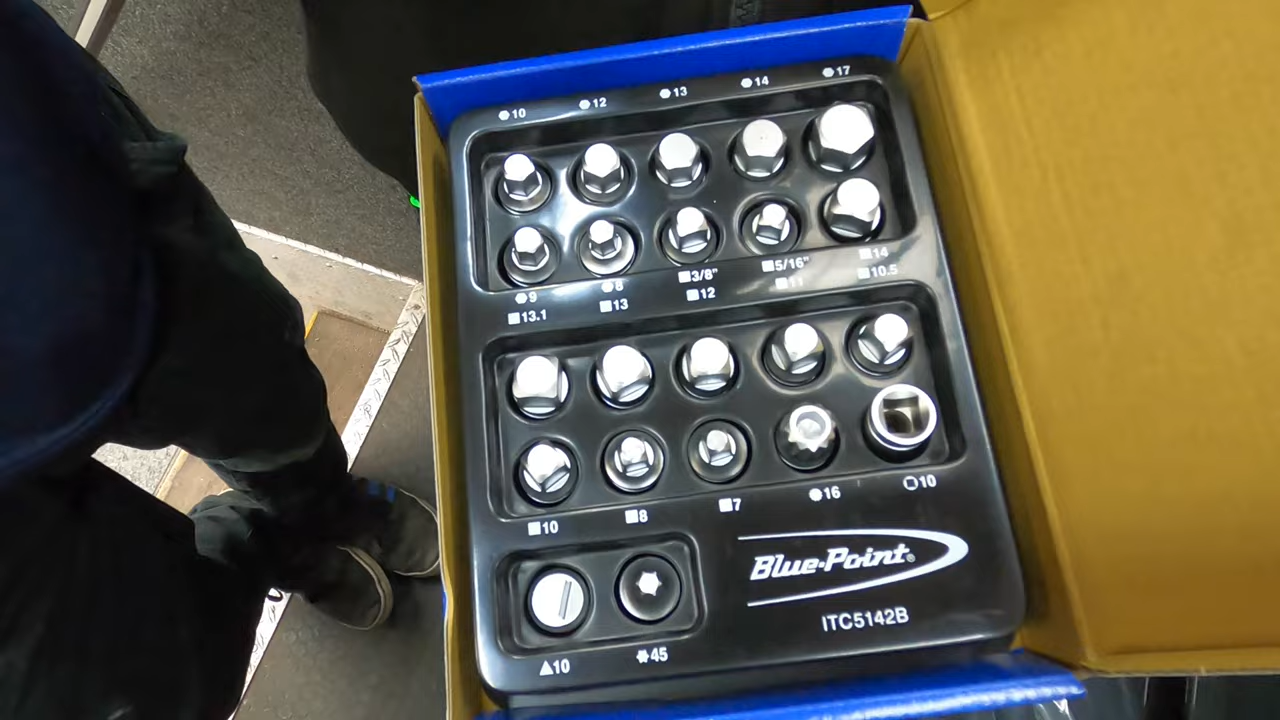 10 12 13 14 17
3/8" 5/16" 14
9 8 12 11 10.5
13.1 13
10 8 7 16 10
Blue-Point®
ITC5142B
10 45